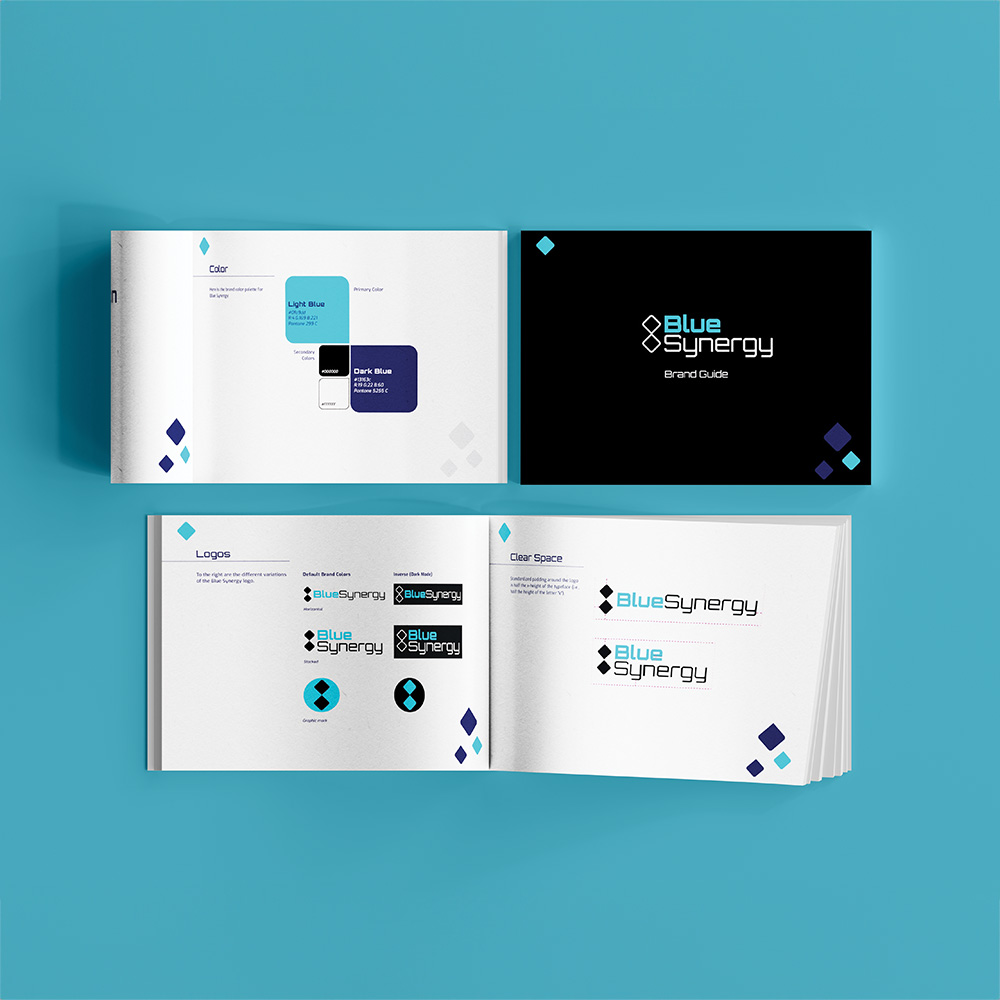 Color
Here is the brand color palette for
Blue Synergy.
Light Blue
Pantone 299 C
Primary Color
Secondary
Colors
#000000
#ffffff
Dark Blue
#13163c
R:19 G:22 B:60
Pantone 5255 C
Blue
Synergy
Brand Guide
Logos
To the right are the different variations
of the Blue Synergy logo.
Default Brand Colors
Inverse (Dark Mode)
BlueSynergy
BlueSynergy
Horizontal
Blue
Synergy
Blue
Synergy
Stacked
Graphic mark
Clear Space
Standardized padding around the logo
is half the x-height of the typeface (i.e.
half the height of the letter
BlueSynergy
Blue
Synergy